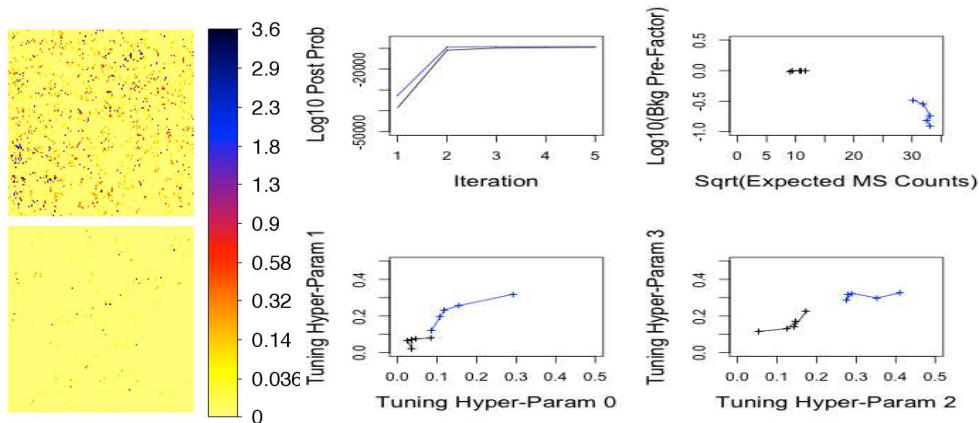 3.6
2.9
2.3
1.8
1.3
0.9
0.58
0.32
0.14
0.036
0
Log10 Post Prob
-20000
-50000
1 2 3 4 5
Iteration
Log10(Bkg Pre-Factor)
0.5
0.0
-0.5
-1.0
0 5 10 20 30
Sqrt(Expected MS Counts)
Tuning Hyper-Param 1
0.4
0.2
0.0
0.0 0.1 0.2 0.3 0.4 0.5
Tuning Hyper-Param 0
Tuning Hyper-Param 3
0.4
0.2
0.0
0.0 0.1 0.2 0.3 0.4 0.5
Tuning Hyper-Param 2